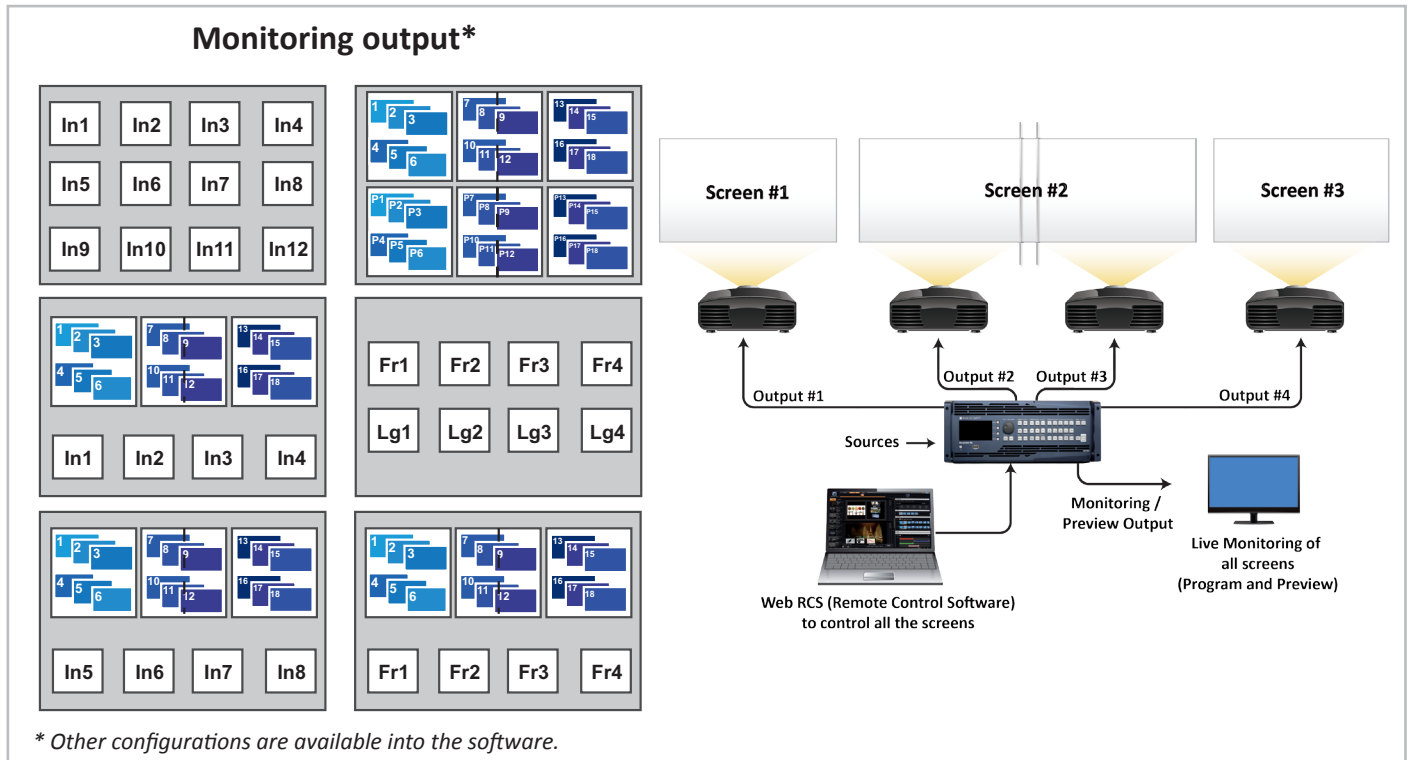 Monitoring output*
In1 In2 In3 In4
In5 In6 In7 In8
In9 In10 In11 In12
1 2 3 7 8 9 13 14 15
4 5 6 10 11 12 16 17 18
P1 P2 P3 P7 P8 P9 P13 P14 P15
P4 P5 P6 P10 P11 P12 P16 P17 P18
1 2 3 7 8 9 13 14 15
4 5 6 10 11 12 16 17 18
In1 In2 In3 In4
Fr1 Fr2 Fr3 Fr4
Lg1 Lg2 Lg3 Lg4
1 2 3 7 8 9 13 14 15
4 5 6 10 11 12 16 17 18
In5 In6 In7 In8
1 2 3 7 8 9 13 14 15
4 5 6 10 11 12 16 17 18
Fr1 Fr2 Fr3 Fr4
* Other configurations are available into the software.
Screen #1
Screen #2
Screen #3
Output #1
Output #2
Output #3
Output #4
Sources
Monitoring /
Preview Output
Live Monitoring of
all screens
(Program and Preview)
Web RCS (Remote Control Software)
to control all the screens